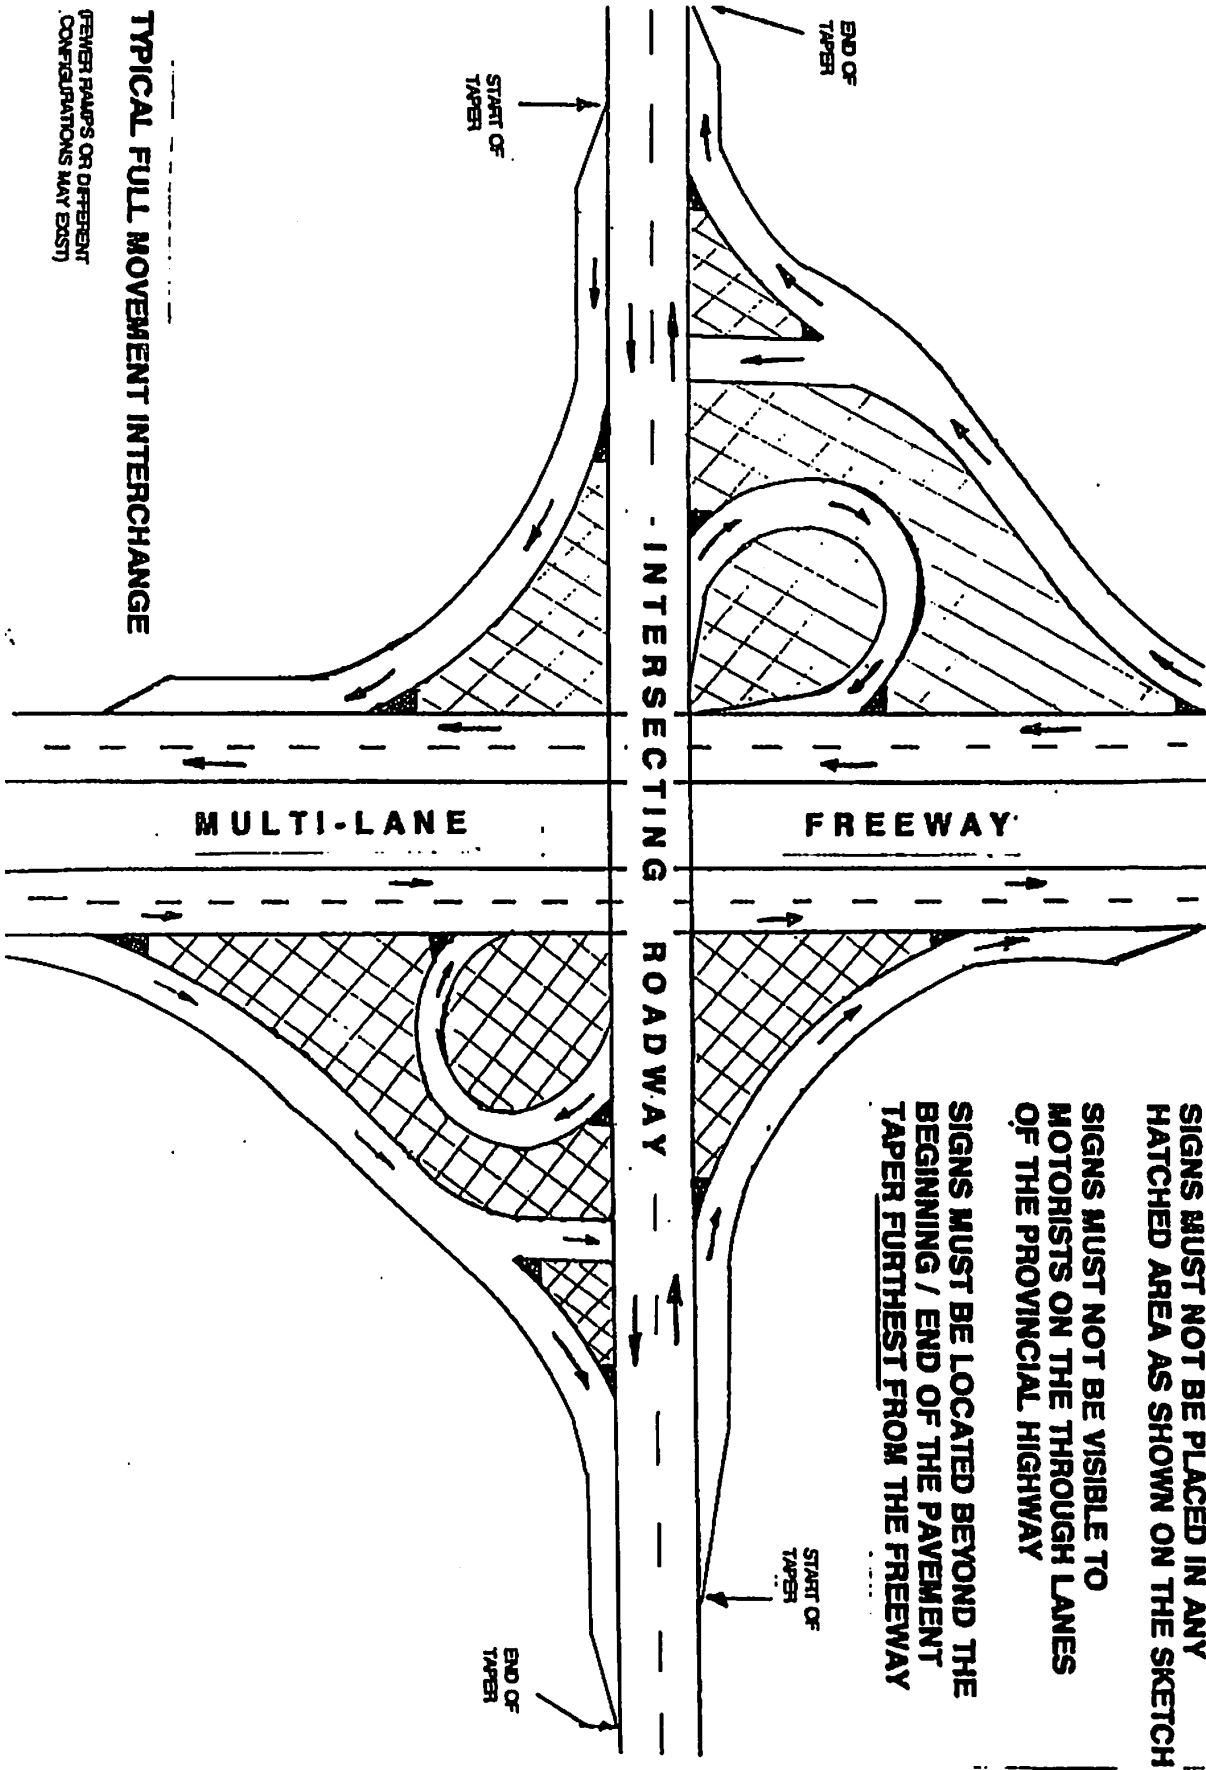 SIGNS MUST NOT BE PLACED IN ANY
HATCHED AREA AS SHOWN ON THE SKETCH
SIGNS MUST NOT BE VISIBLE TO
MOTORISTS ON THE THROUGH LANES
OF THE PROVINCIAL HIGHWAY
SIGNS MUST BE LOCATED BEYOND THE
BEGINNING / END OF THE PAVEMENT
TAPER FURTHEST FROM THE FREEWAY
END OF
TAPER
START OF
TAPER
START OF
TAPER
END OF
TAPER
INTERSECTING ROADWAY
MULTI-LANE FREEWAY
TYPICAL FULL MOVEMENT INTERCHANGE
(FEWER RAMPS OR DIFFERENT
CONFIGURATIONS MAY EXIST)